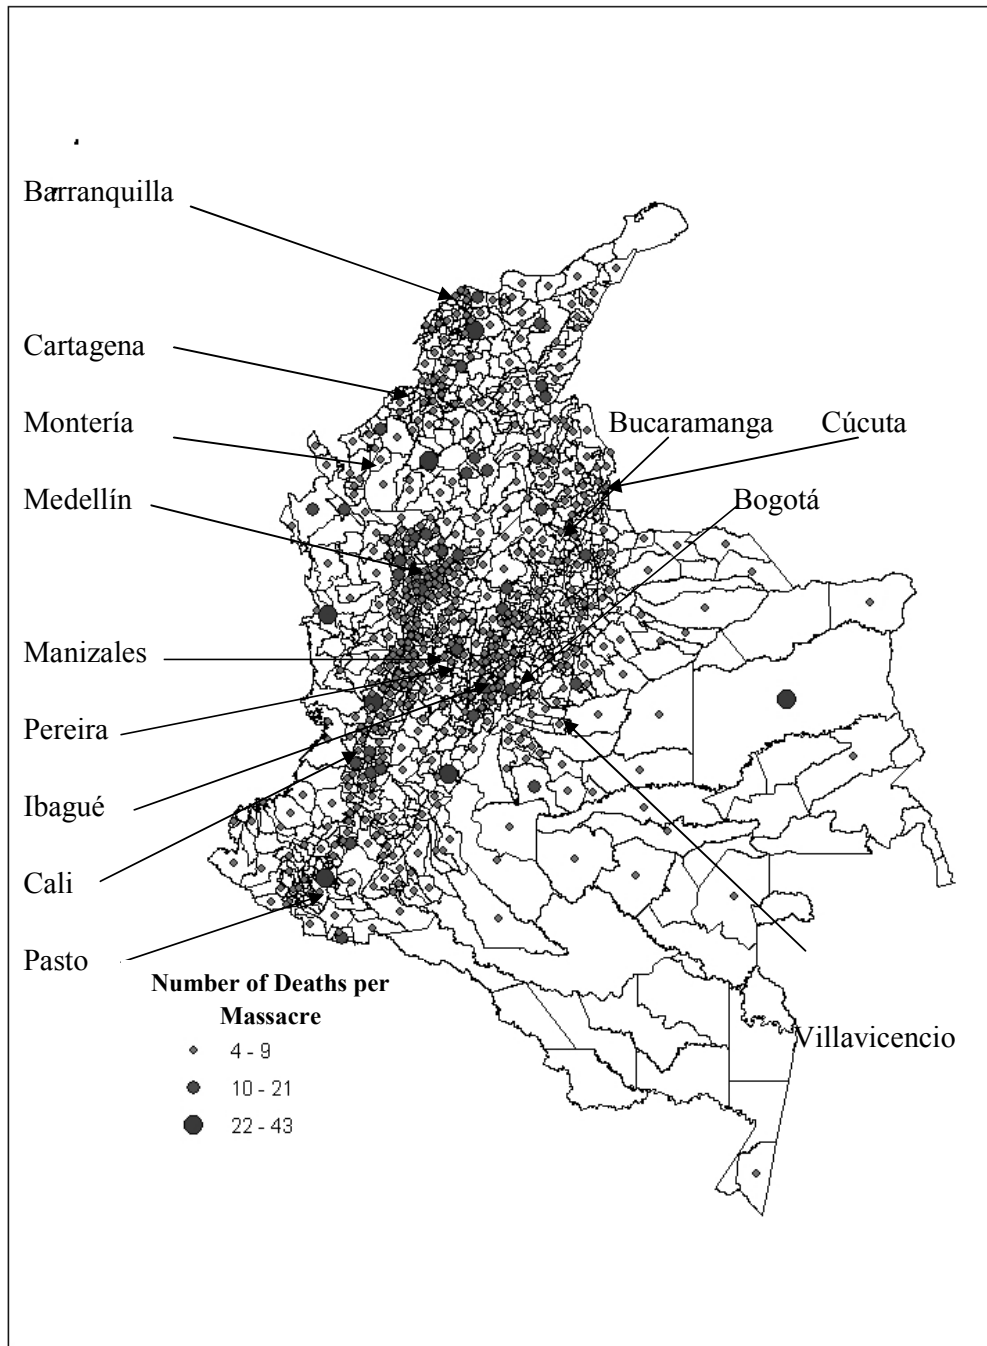 Barranquilla
Cartagena
Montería
Bucaramanga
Cúcuta
Medellín
Bogotá
Manizales
Pereira
Ibagué
Cali
Pasto
Number of Deaths per
Massacre
4 - 9
10 - 21
22 - 43
Villavicencio